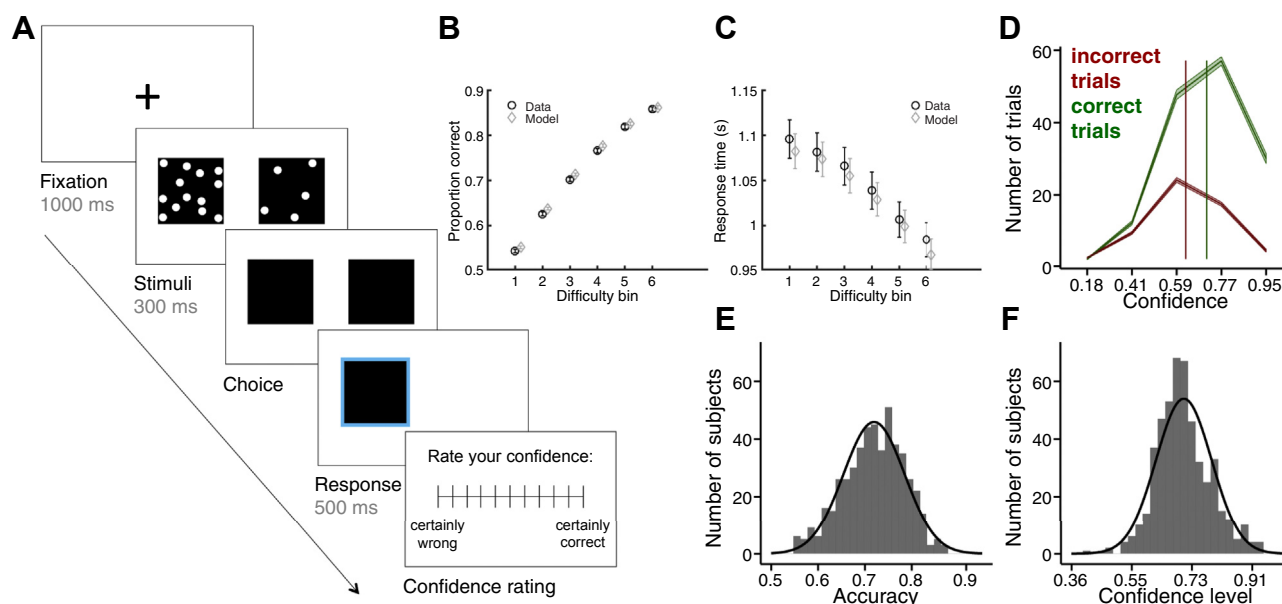 A
Fixation
1000 ms
Stimuli
300 ms
Choice
Response
500 ms
Rate your confidence:
certainly
wrong
certainly
correct
Confidence rating
B
Proportion correct
0.9
0.8
0.7
0.6
0.5
Data
Model
1 2 3 4 5 6
Difficulty bin
C
Response time (s)
1.15
1.1
1.05
1
0.95
Data
Model
1 2 3 4 5 6
Difficulty bin
D
Number of trials
60
40
20
0
incorrect
trials
correct
trials
0.18 0.41 0.59 0.77 0.95
Confidence
E
Number of subjects
60
40
20
0
0.5 0.6 0.7 0.8 0.9
Accuracy
F
Number of subjects
60
40
20
0
0.36 0.55 0.73 0.91
Confidence level